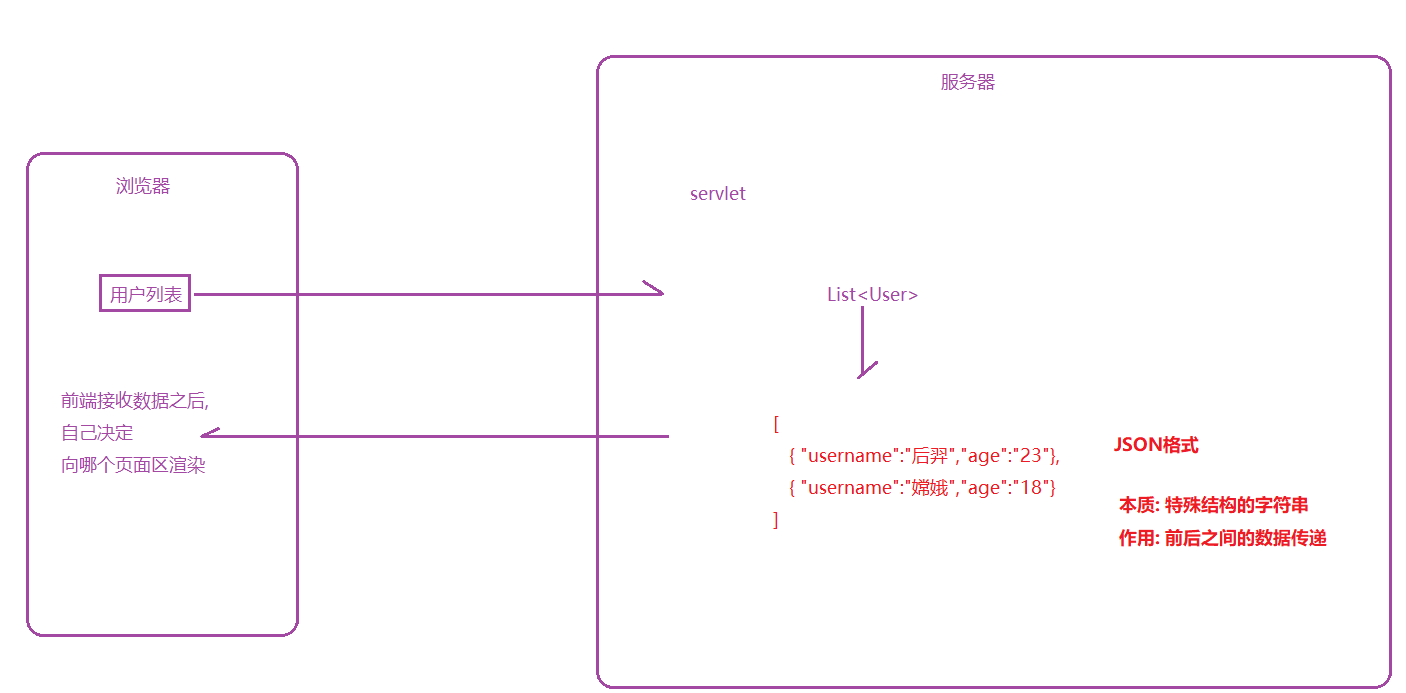 服务器
浏览器
servlet
用户列表
List<User>
前端接收数据之后,
自己决定
向哪个页面区渲染
[
{ "username":"后羿","age":"23"},
{ "username":"嫦娥","age":"18"}
]
JSON格式
本质: 特殊结构的字符串
作用: 前后之间的数据传递